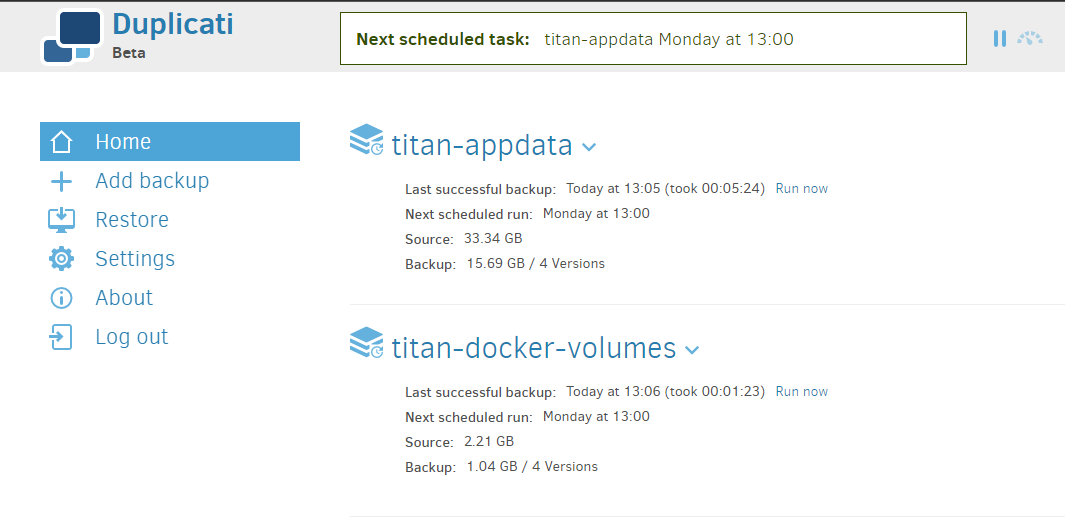 Duplicati
Beta
Next scheduled task: titan-appdata Monday at 13:00
Home
Add backup
Restore
Settings
About
Log out
titan-appdata
Last successful backup: Today at 13:05 (took 00:05:24) Run now
Next scheduled run: Monday at 13:00
Source: 33.34 GB
Backup: 15.69 GB / 4 Versions
titan-docker-volumes
Last successful backup: Today at 13:06 (took 00:01:23) Run now
Next scheduled run: Monday at 13:00
Source: 2.21 GB
Backup: 1.04 GB / 4 Versions